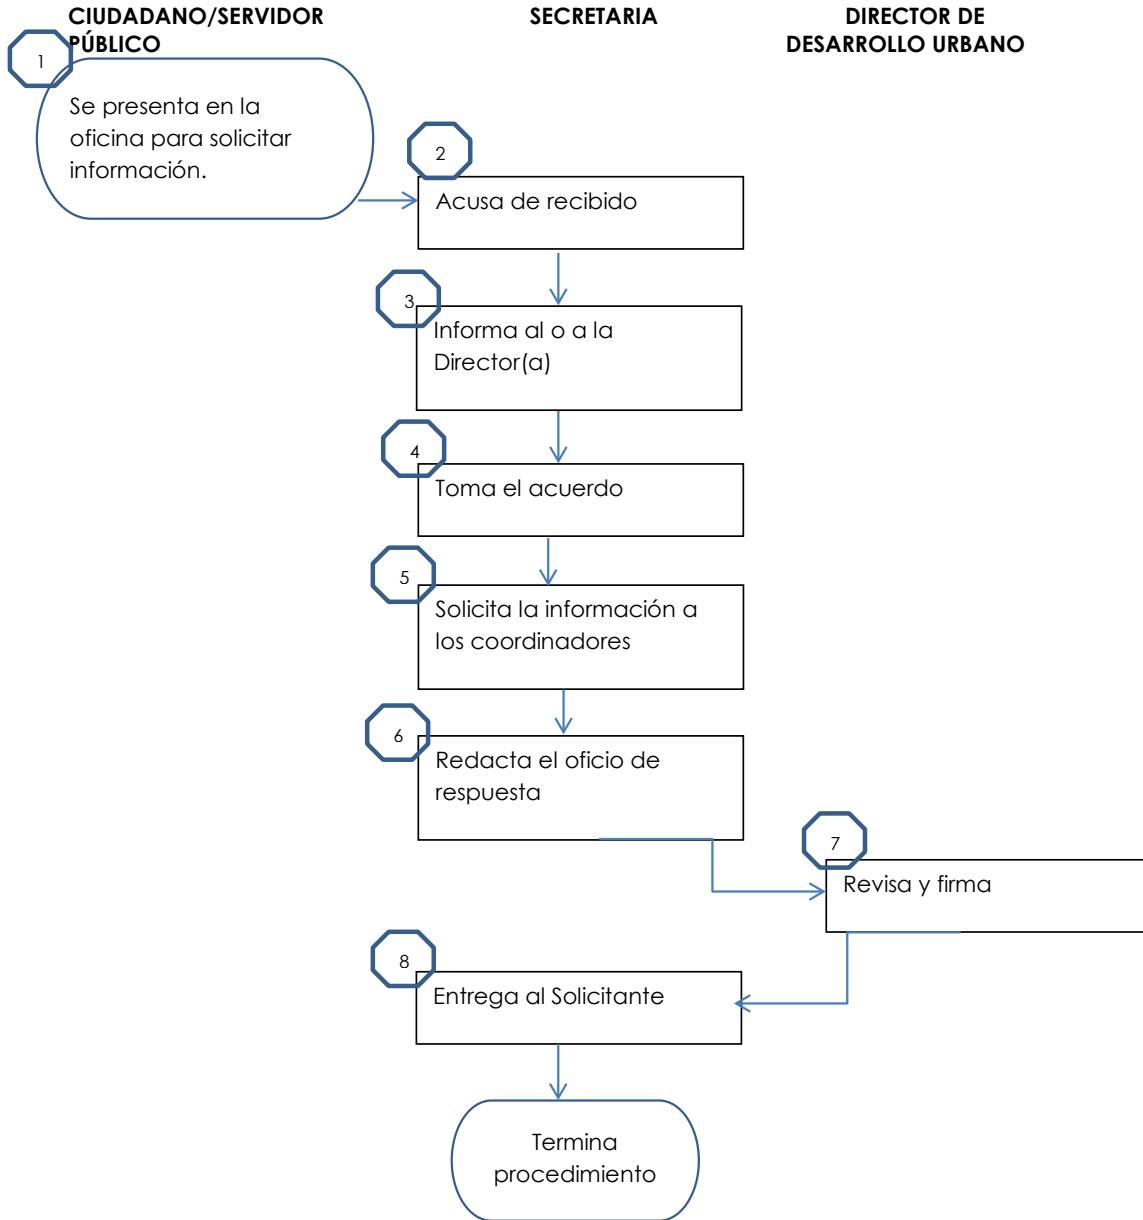 CIUDADANO/SERVIDOR
PÚBLICO
SECRETARIA
DIRECTOR DE
DESARROLLO URBANO
1
Se presenta en la
oficina para solicitar
información.
2
Acusa de recibido
3
Informa al o a la
Director(a)
4
Toma el acuerdo
5
Solicita la información a
los coordinadores
6
Redacta el oficio de
respuesta
7
Revisa y firma
8
Entrega al Solicitante
Termina
procedimiento